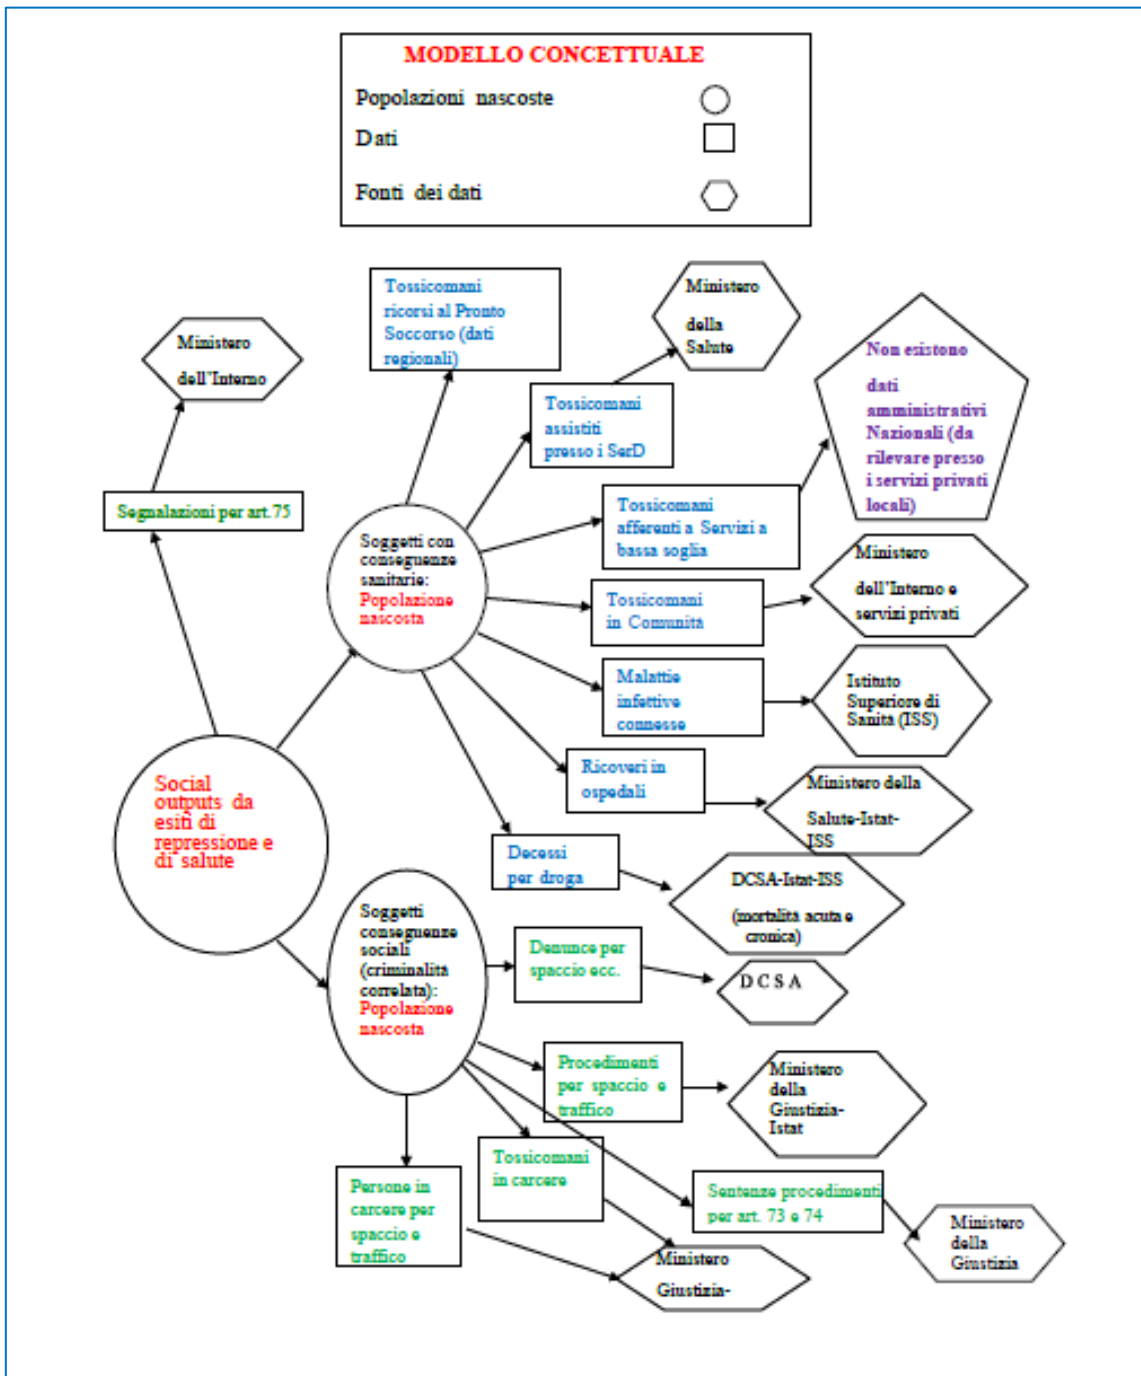 MODELLO CONCETTUALE
Popolazioni nascoste
Dati
Fonti dei dati
Tossicomani
ricorsi al Pronto
Soccorso (dati
regionali)
Ministero
della
Salute
Ministero
dell'Interno
Non esistono
dati
amministrativi
Nazionali (da
rilevare presso
i servizi privati
locali)
Tossicomani
assistiti
presso i SerD
Segnalazioni per art.75
Tossicomani
afferenti a Servizi a
bassa soglia
Soggetti con
conseguenze
sanitarie:
Popolazione
nascosta
Ministero
dell'Interno e
servizi privati
Tossicomani
in Comunità
Malattie
infettive
connesse
Istituto
Superiore di
Sanità (ISS)
Ricoveri in
ospedali
Ministero della
Salute-Istat-
ISS
Social
outputs da
esiti di
repressione e
di salute
Decessi
per droga
DCSA-Istat-ISS
(mortalità acuta e
cronica)
Soggetti
conseguenze
sociali
(criminalità
correlata):
Popolazione
nascosta
Denunce per
spaccio ecc.
D C S A
Procedimenti
per spaccio e
traffico
Ministero
della
Giustizia-
Istat
Tossicomani
in carcere
Persone in
carcere per
spaccio e
traffico
Sentenze procedimenti
per art. 73 e 74
Ministero
della
Giustizia
Ministero
Giustizia-